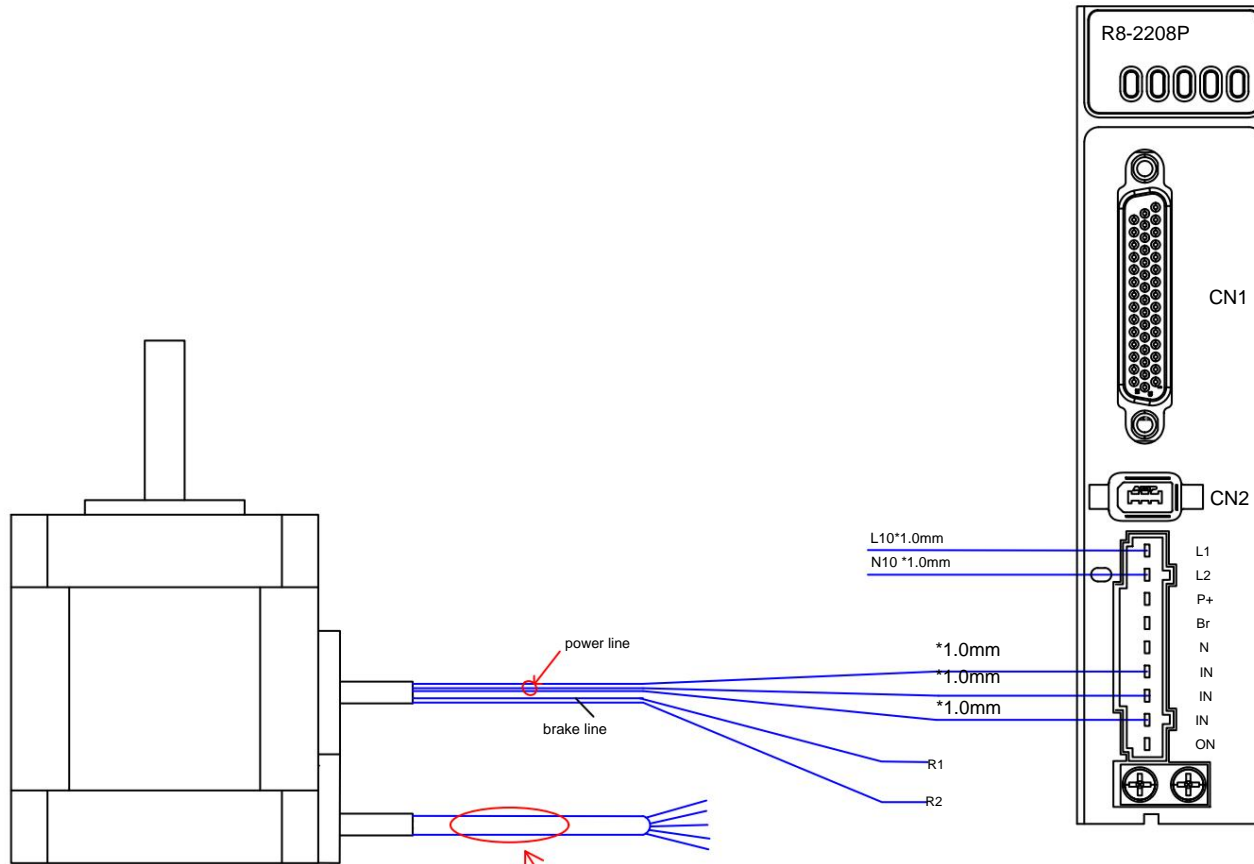 R8-2208P
CN1
CN2
L10*1.0mm
L1
N10 *1.0mm
L2
P+
Br
power line
N
*1.0mm
IN
*1.0mm
IN
*1.0mm
IN
brake line
ON
R1
R2